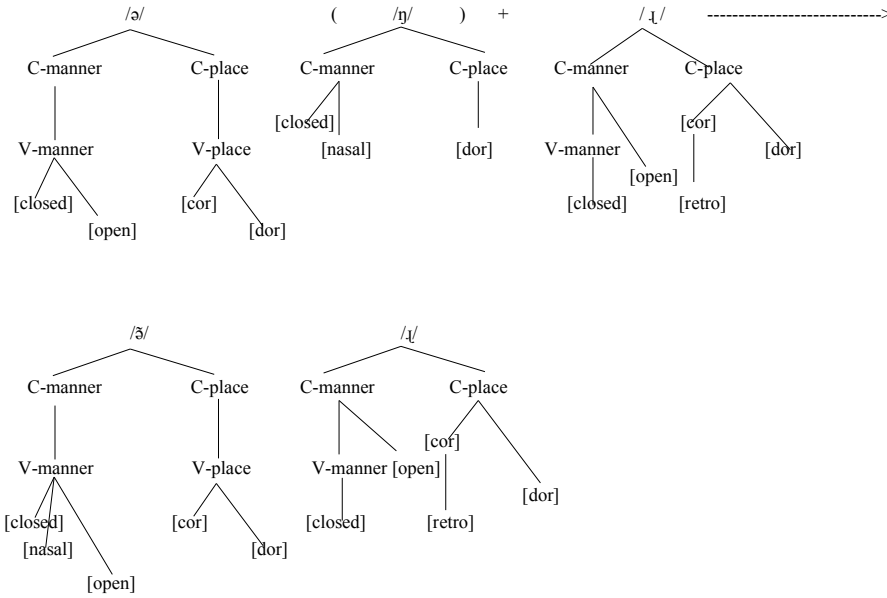 /ə/ ( /ŋ/ ) + /ɻ/ ---------------------->
C-manner C-place C-manner C-place C-manner C-place
[closed] [cor]
V-manner V-place [nasal] [dor] V-manner [dor]
[open]
[closed] [cor] [closed] [retro]
[open] [dor]
/ə̃/ /ɻ/
C-manner C-place C-manner C-place
[cor]
V-manner V-place V-manner [open]
[dor]
[closed] [cor] [closed] [retro]
[nasal] [dor]
[open]